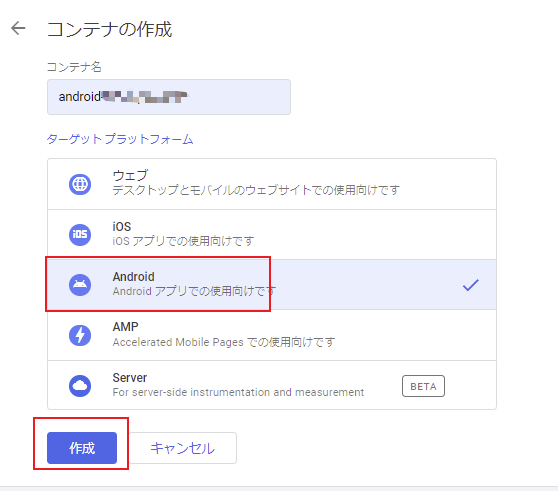 コンテナの作成
コンテナ名
android
ターゲット プラットフォーム
ウェブ
デスクトップとモバイルのウェブサイトでの使用向けです
iOS
iOS
iOS アプリでの使用向けです
Android
Android アプリでの使用向けです
AMP
Accelerated Mobile Pages での使用向けです
Server
For server-side instrumentation and measurement
BETA
作成
キャンセル